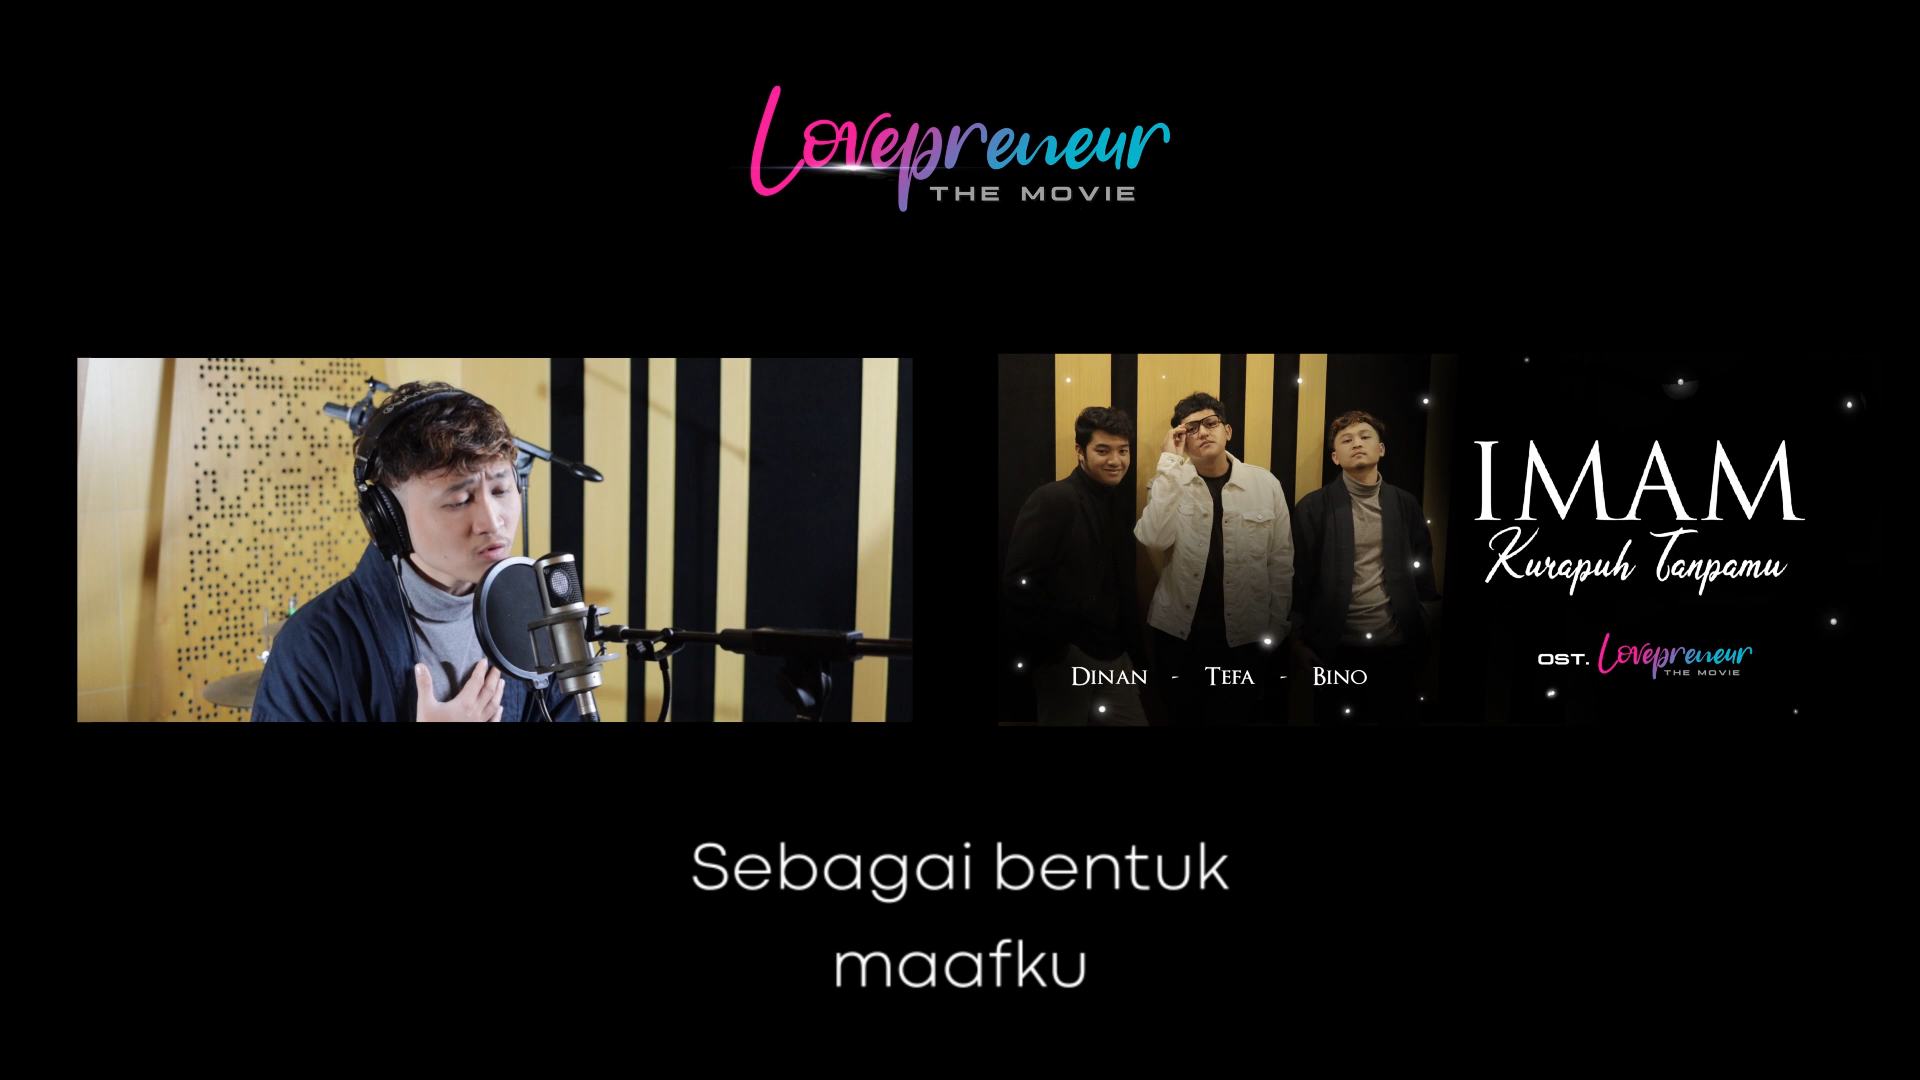 Lovepreneur
THE MOVIE
IMAM
Kurapuh Tanpamu
OST. Lovepreneur
THE MOVIE
DINAN - TEFA - BINO
Sebagai bentuk
maafku